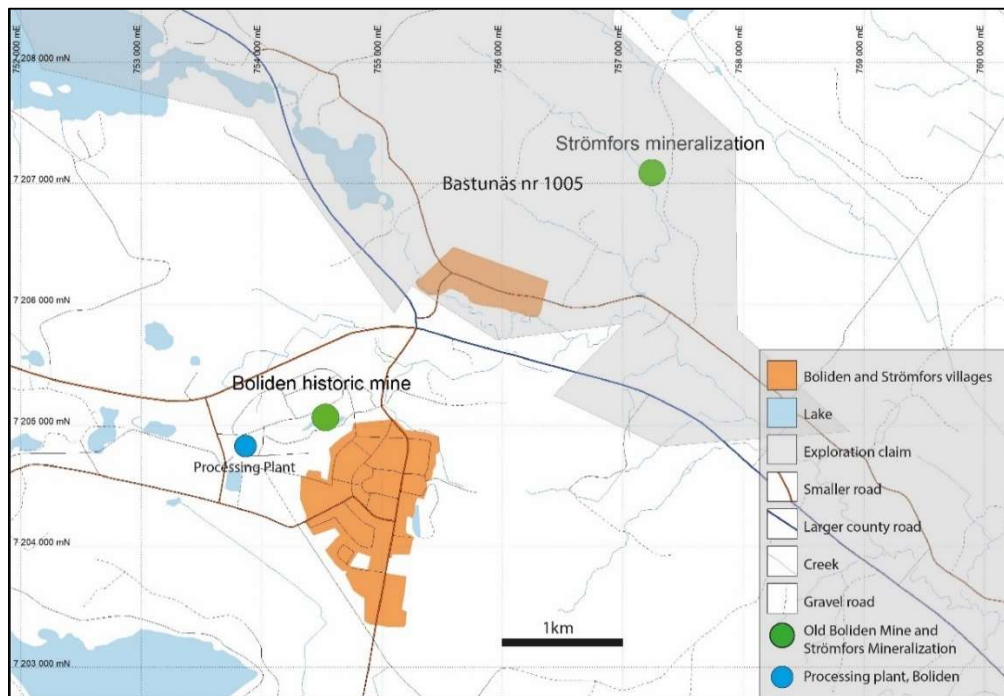 752 000 mE
753 000 mE
754 000 mE
755 000 mE
756 000 mE
757 000 mE
758 000 mE
759 000 mE
760 000 mE
7 208 000 mN
Strömfors mineralization
7 207 000 mN
Bastunäs nr 1005
7 206 000 mN
Boliden historic mine
7 205 000 mN
Processing Plant
7 204 000 mN
1km
7 203 000 mN
Boliden and Strömfors villages
Lake
Exploration claim
Smaller road
Larger county road
Creek
Gravel road
Old Boliden Mine and
Strömfors Mineralization
Processing plant, Boliden